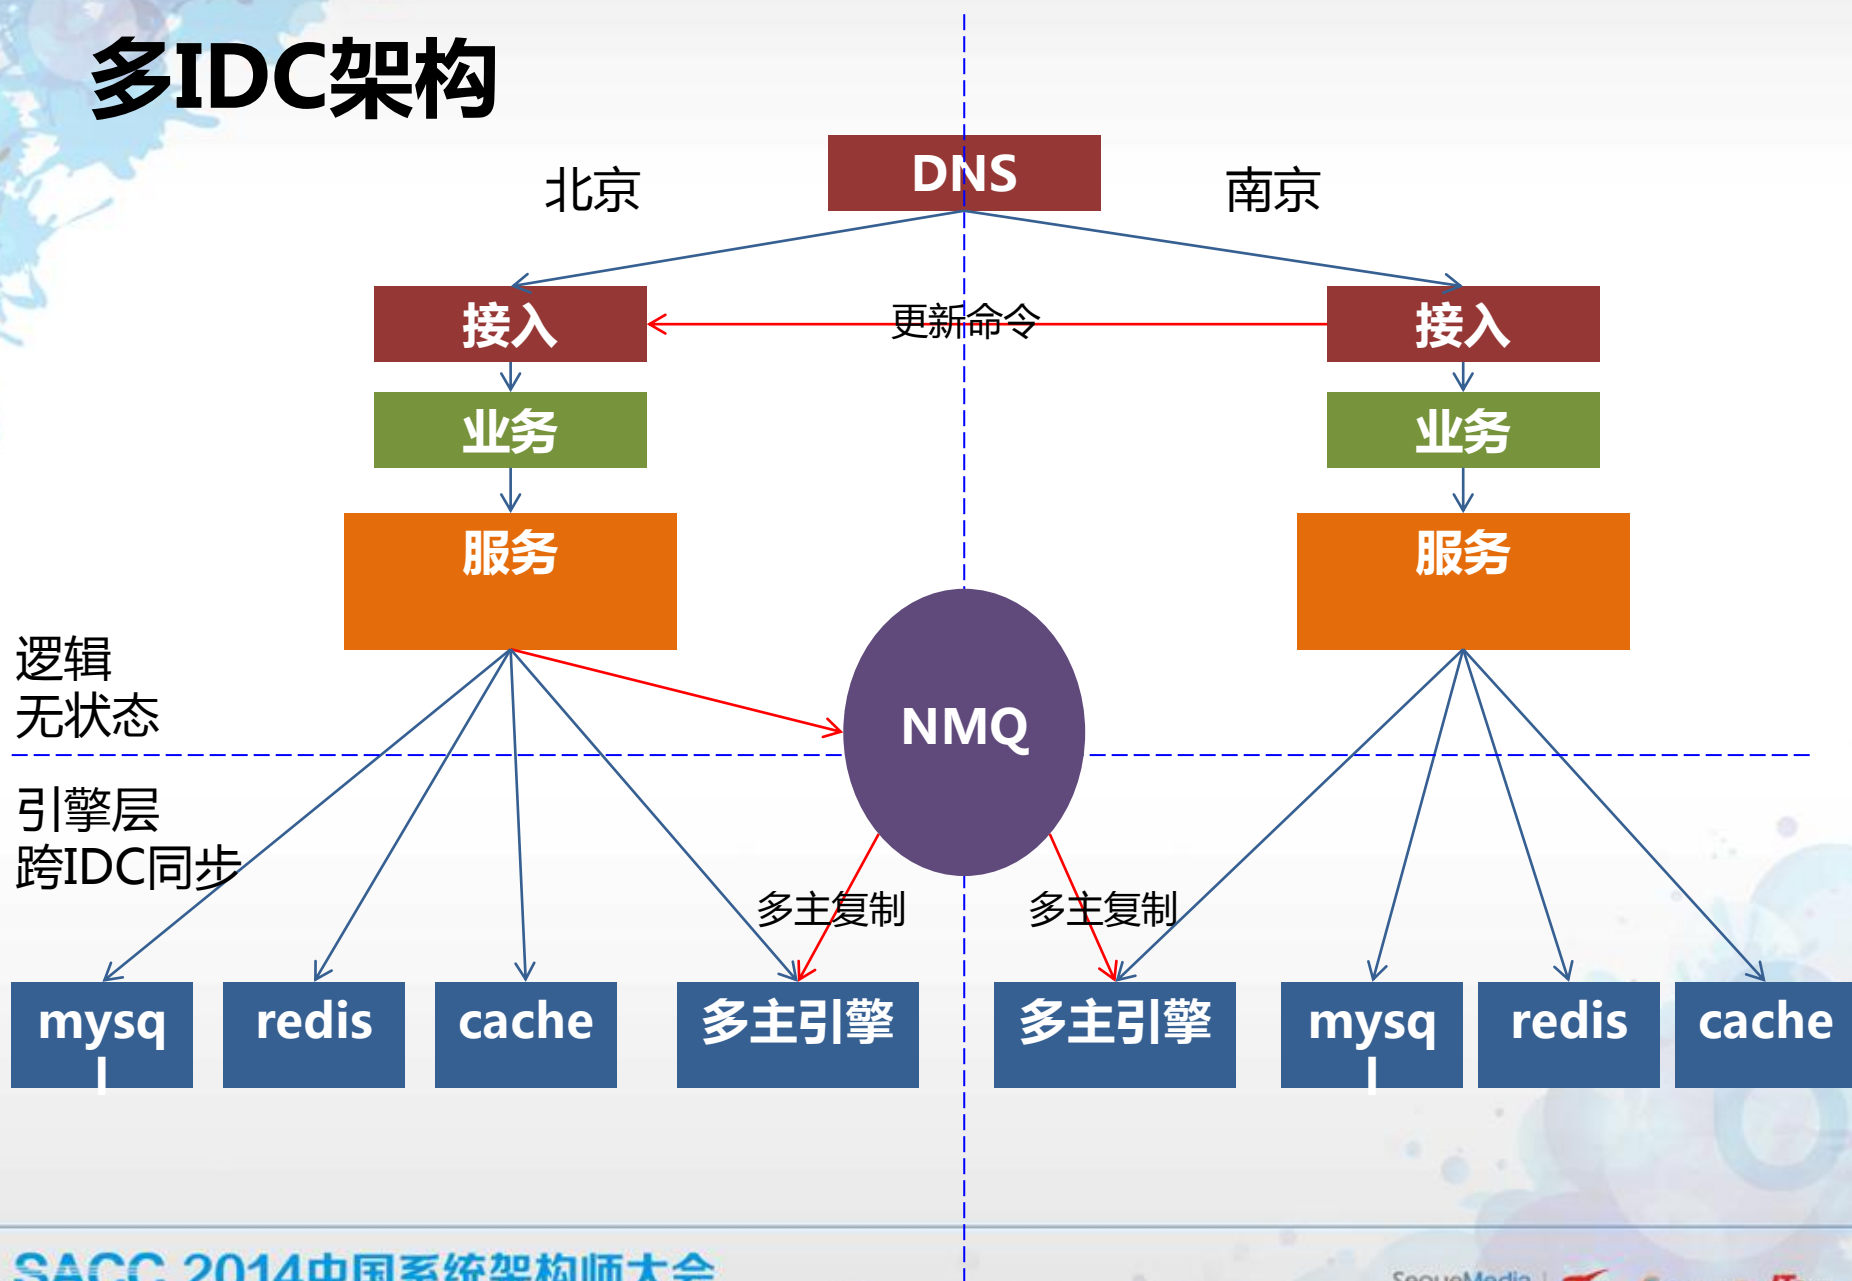 多IDC架构
DNS
北京
南京
接入
更新命令
接入
业务
业务
服务
服务
逻辑
无状态
NMQ
引擎层
跨IDC同步
多主复制
多主复制
mysq
l
redis
cache
多主引擎
多主引擎
mysq
l
redis
cache
SACC 2014中国系统架构师大会
SequeMedia